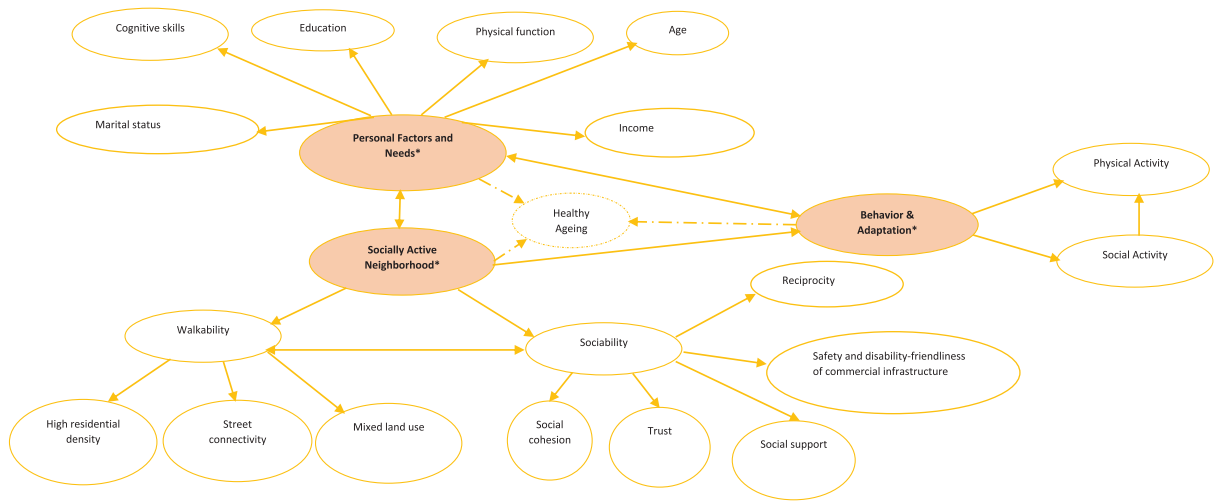 Cognitive skills
Education
Physical function
Age
Marital status
Personal Factors and
Needs*
Income
Physical Activity
Healthy
Ageing
Behavior &
Adaptation*
Socially Active
Neighborhood*
Social Activity
Reciprocity
Walkability
Sociability
Safety and disability-friendliness
of commercial infrastructure
High residential
density
Street
connectivity
Mixed land use
Social
cohesion
Trust
Social support